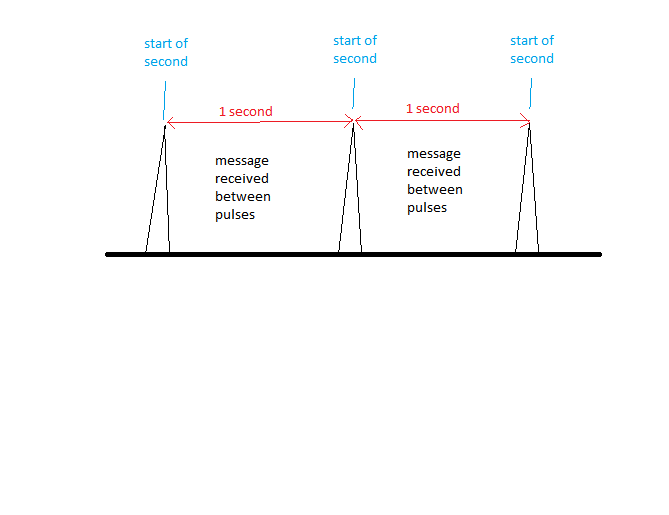 start of
second
start of
second
start of
second
1 second
1 second
message
received
between
pulses
message
received
between
pulses